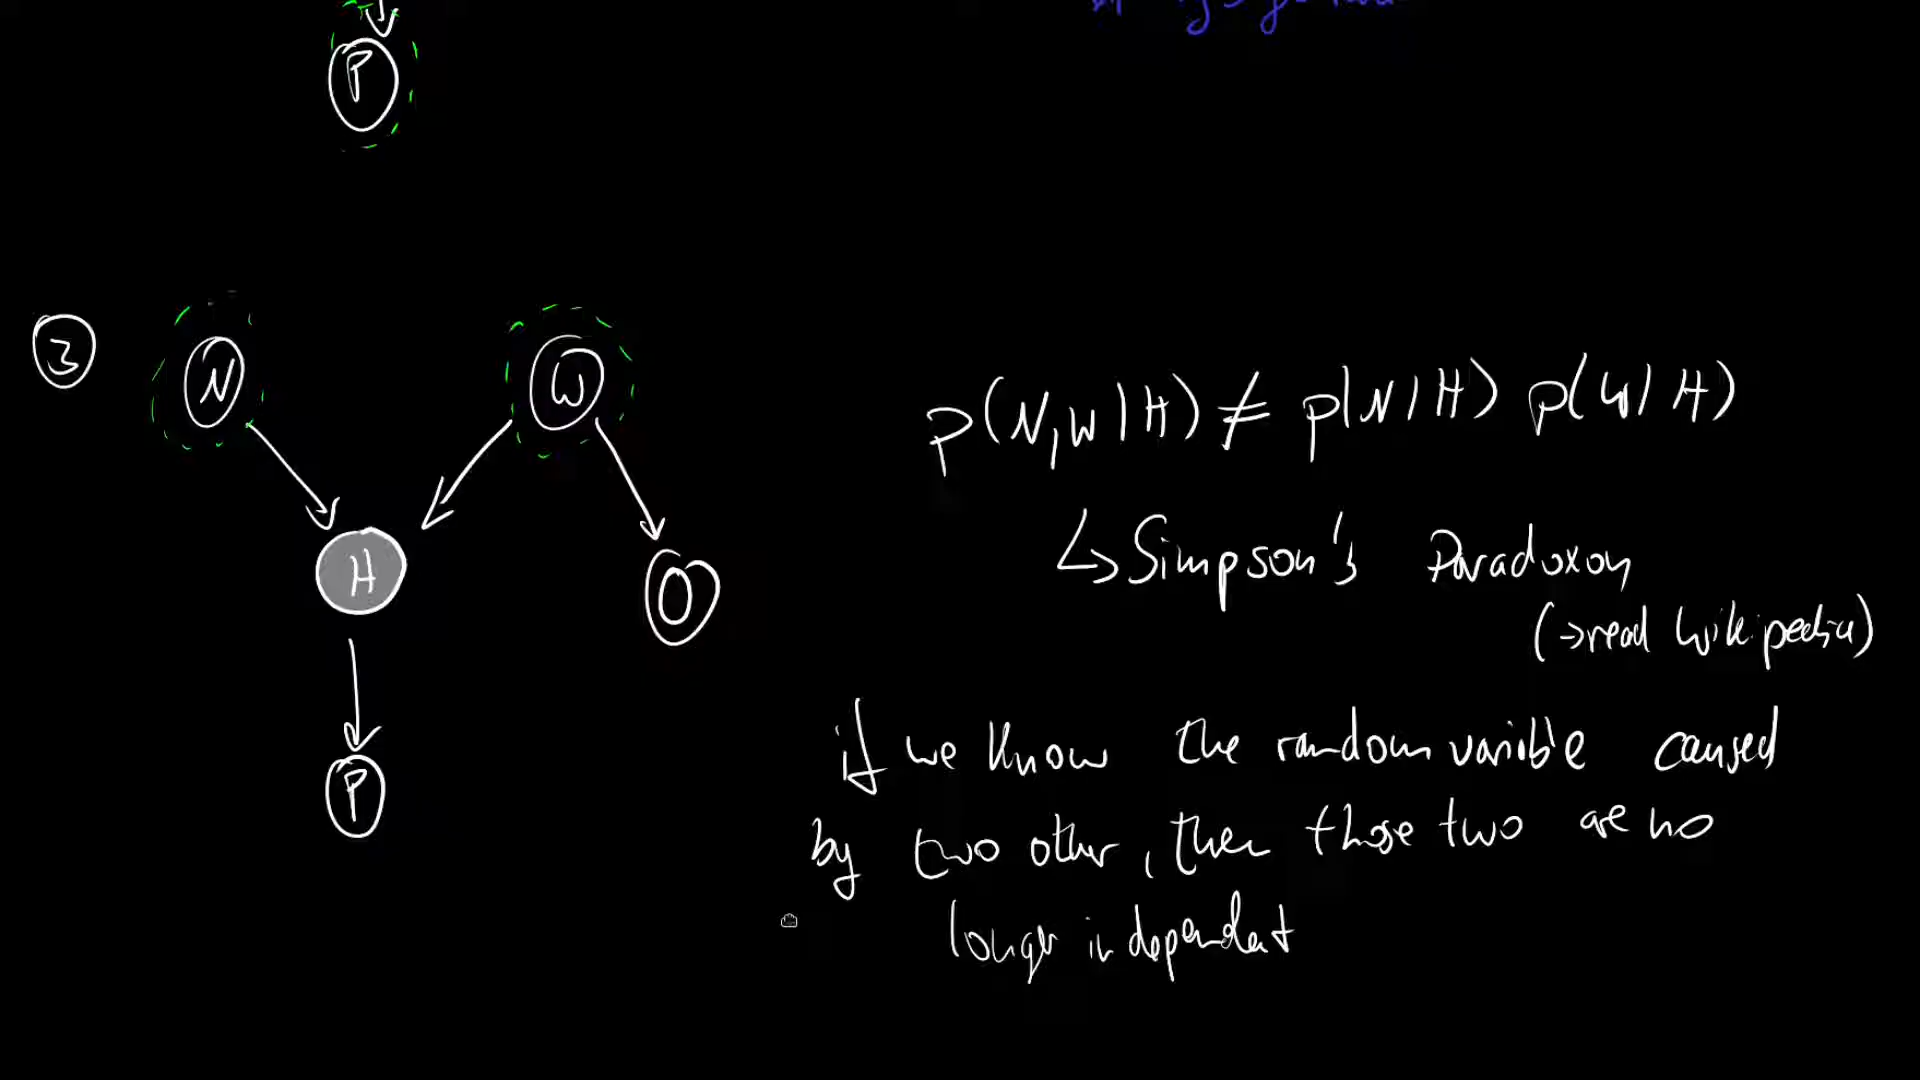 P
3
N
W
p(N,W|H) ≠ p(N|H) p(W|H)
↳ Simpson's Paradoxon
(→read Wikipedia)
H
O
if we know the random variable caused
by two other, then those two are no
P
longer independent